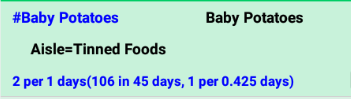 #Baby Potatoes Baby Potatoes
Aisle=Tinned Foods
2 per 1 days(106 in 45 days, 1 per 0.425 days)